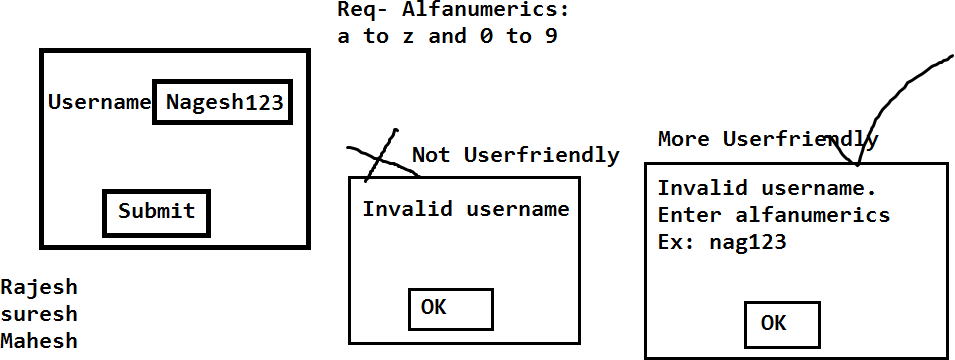 Req- Alfanumerics:
a to z and 0 to 9
Username Nagesh123
Submit
Rajesh
suresh
Mahesh
Not Userfriendly
Invalid username
OK
More Userfriendly
Invalid username.
Enter alfanumerics
Ex: nag123
OK